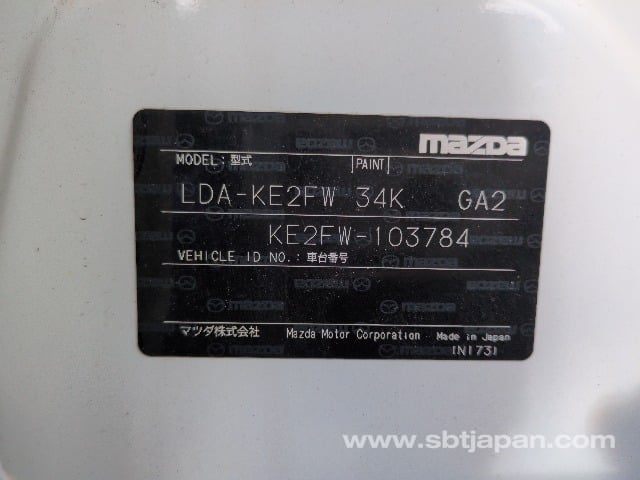 mazda
MODEL: 型式 PAINT
LDA-KE2FW 34K GA2
KE2FW-103784
VEHICLE ID NO.: 車台番号
マツダ株式会社 Mazda Motor Corporation Made in Japan
1N1731
www.sbtjapan.com